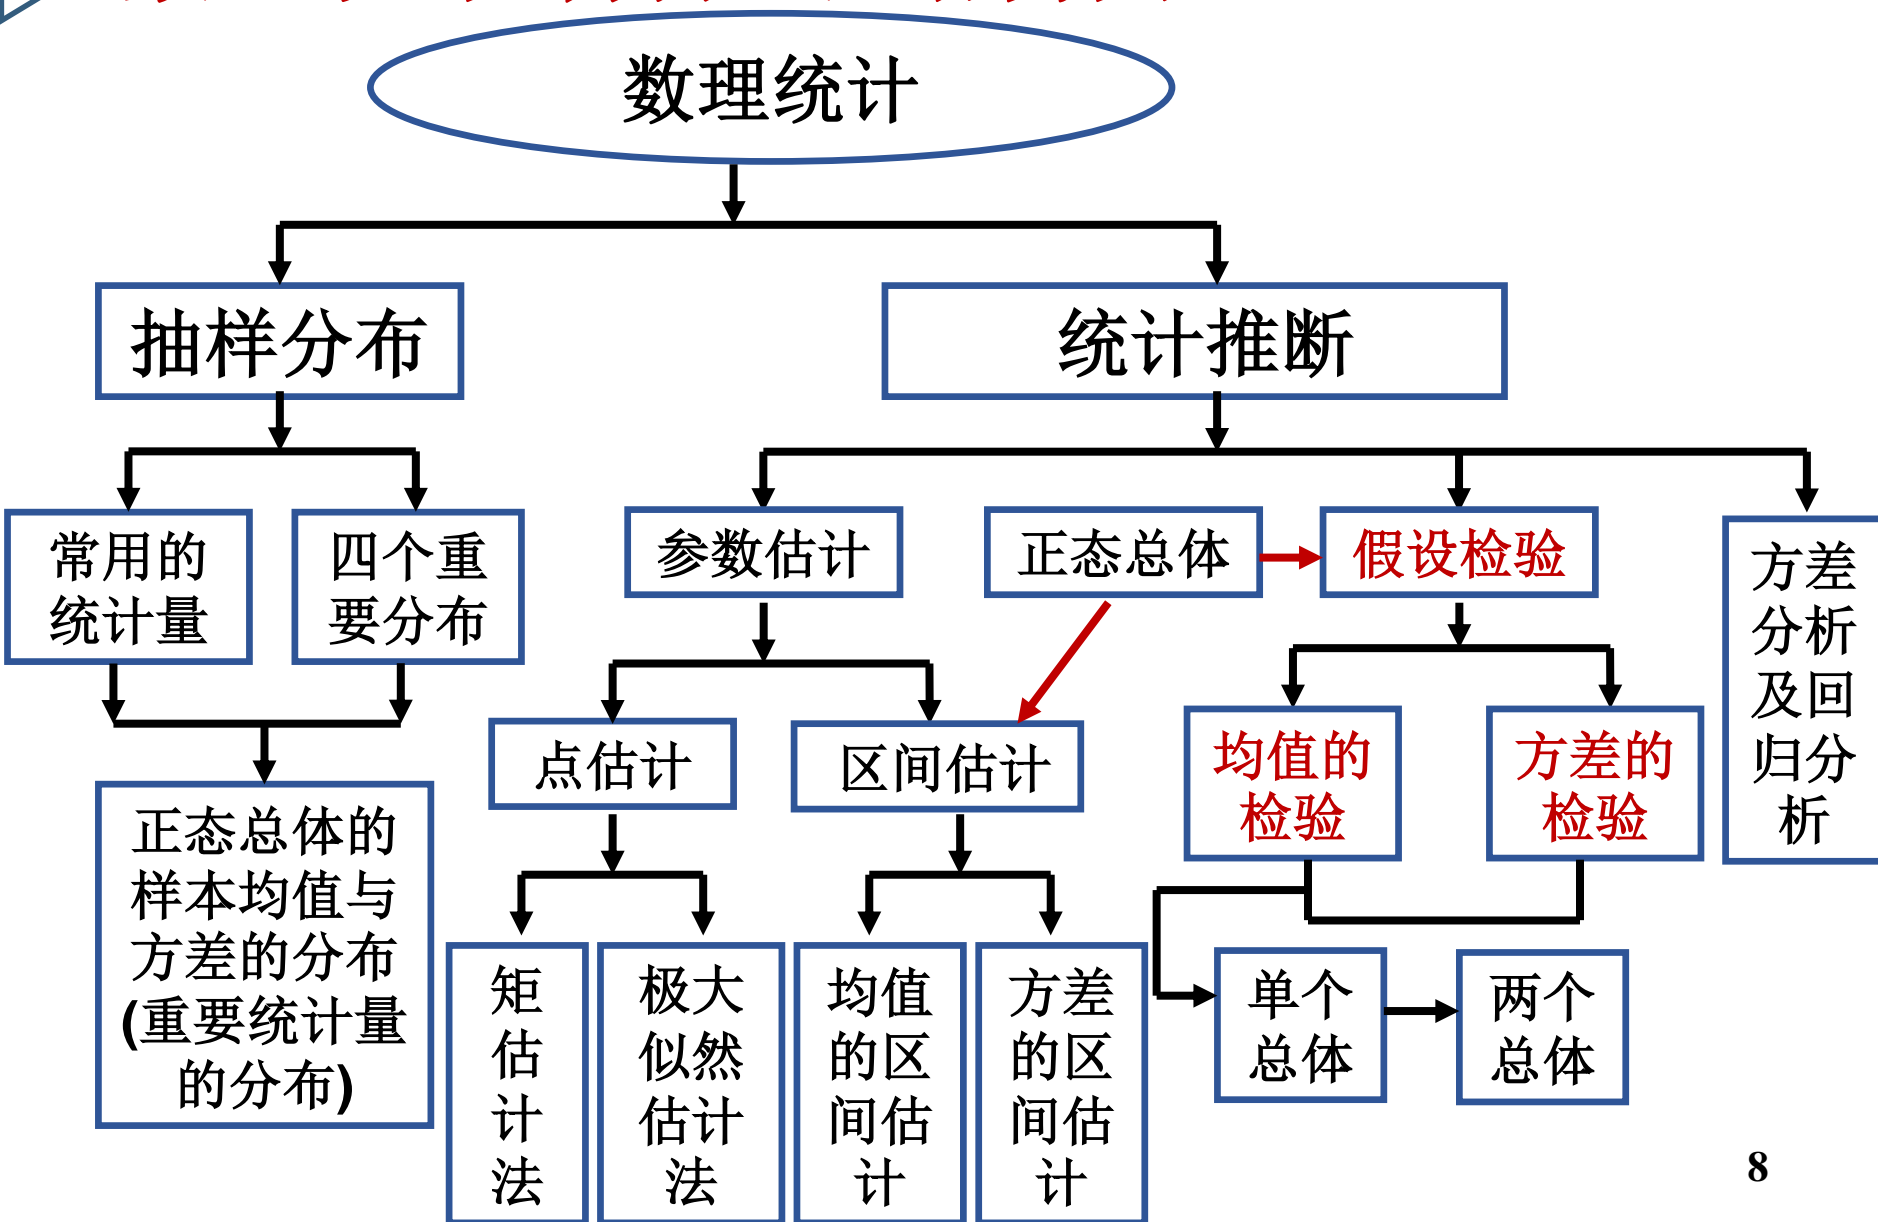 数理统计
抽样分布
统计推断
常用的
统计量
四个重
要分布
参数估计
正态总体
假设检验
方差
分析
及回
归分
析
点估计
区间估计
均值的
检验
方差的
检验
正态总体的
样本均值与
方差的分布
(重要统计量
的分布)
矩
估
计
法
极大
似然
估计
法
均值
的区
间估
计
方差
的区
间估
计
单个
总体
两个
总体
8